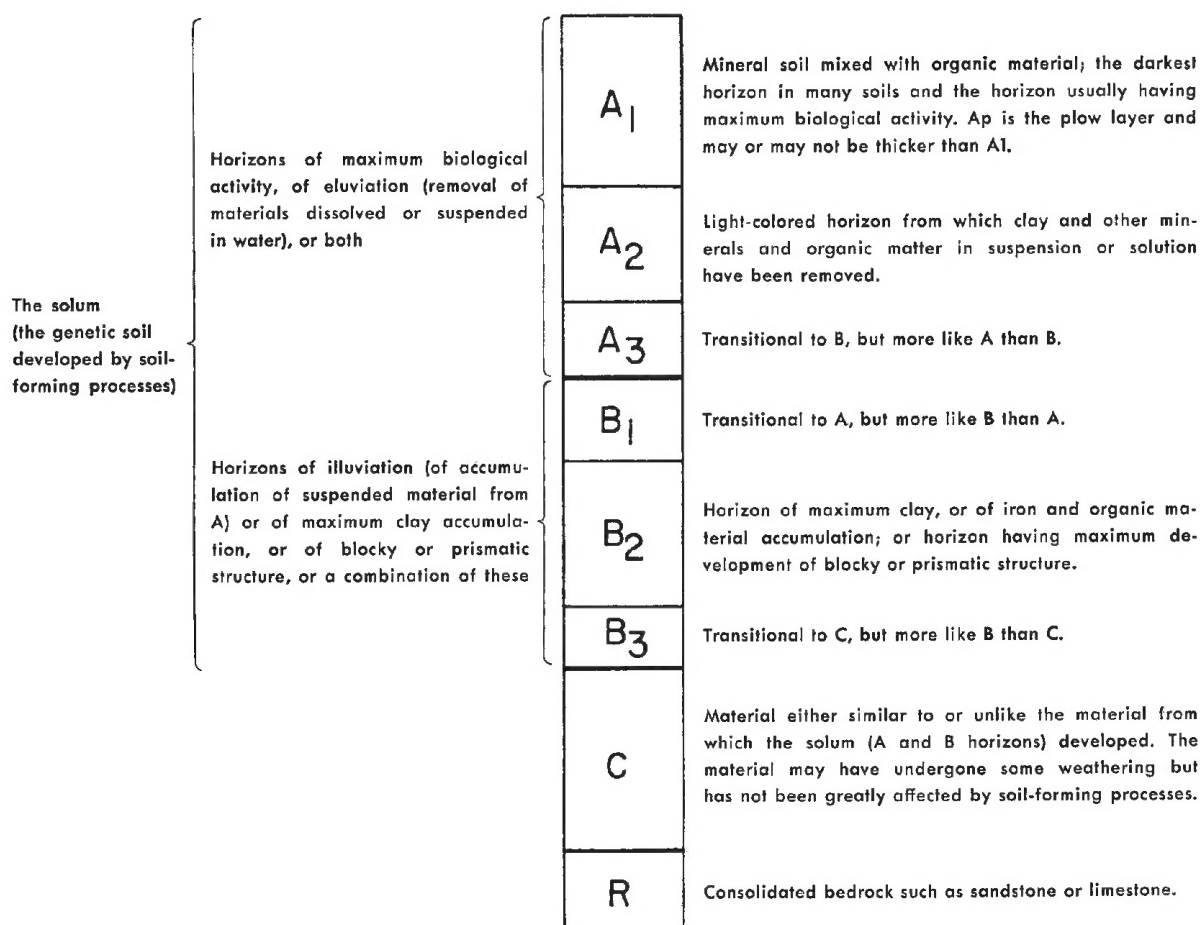 The solum
(the genetic soil
developed by soil-
forming processes)
Horizons of maximum biological
activity, of eluviation (removal of
materials dissolved or suspended
in water), or both
Horizons of illuviation (of accumu-
lation of suspended material from
A) or of maximum clay accumula-
tion, or of blocky or prismatic
structure, or a combination of these
A1
Mineral soil mixed with organic material; the darkest
horizon in many soils and the horizon usually having
maximum biological activity. Ap is the plow layer and
may or may not be thicker than A1.
A2
Light-colored horizon from which clay and other min-
erals and organic matter in suspension or solution
have been removed.
A3
Transitional to B, but more like A than B.
B1
Transitional to A, but more like B than A.
B2
Horizon of maximum clay, or of iron and organic ma-
terial accumulation; or horizon having maximum de-
velopment of blocky or prismatic structure.
B3
Transitional to C, but more like B than C.
C
Material either similar to or unlike the material from
which the solum (A and B horizons) developed. The
material may have undergone some weathering but
has not been greatly affected by soil-forming processes.
R
Consolidated bedrock such as sandstone or limestone.